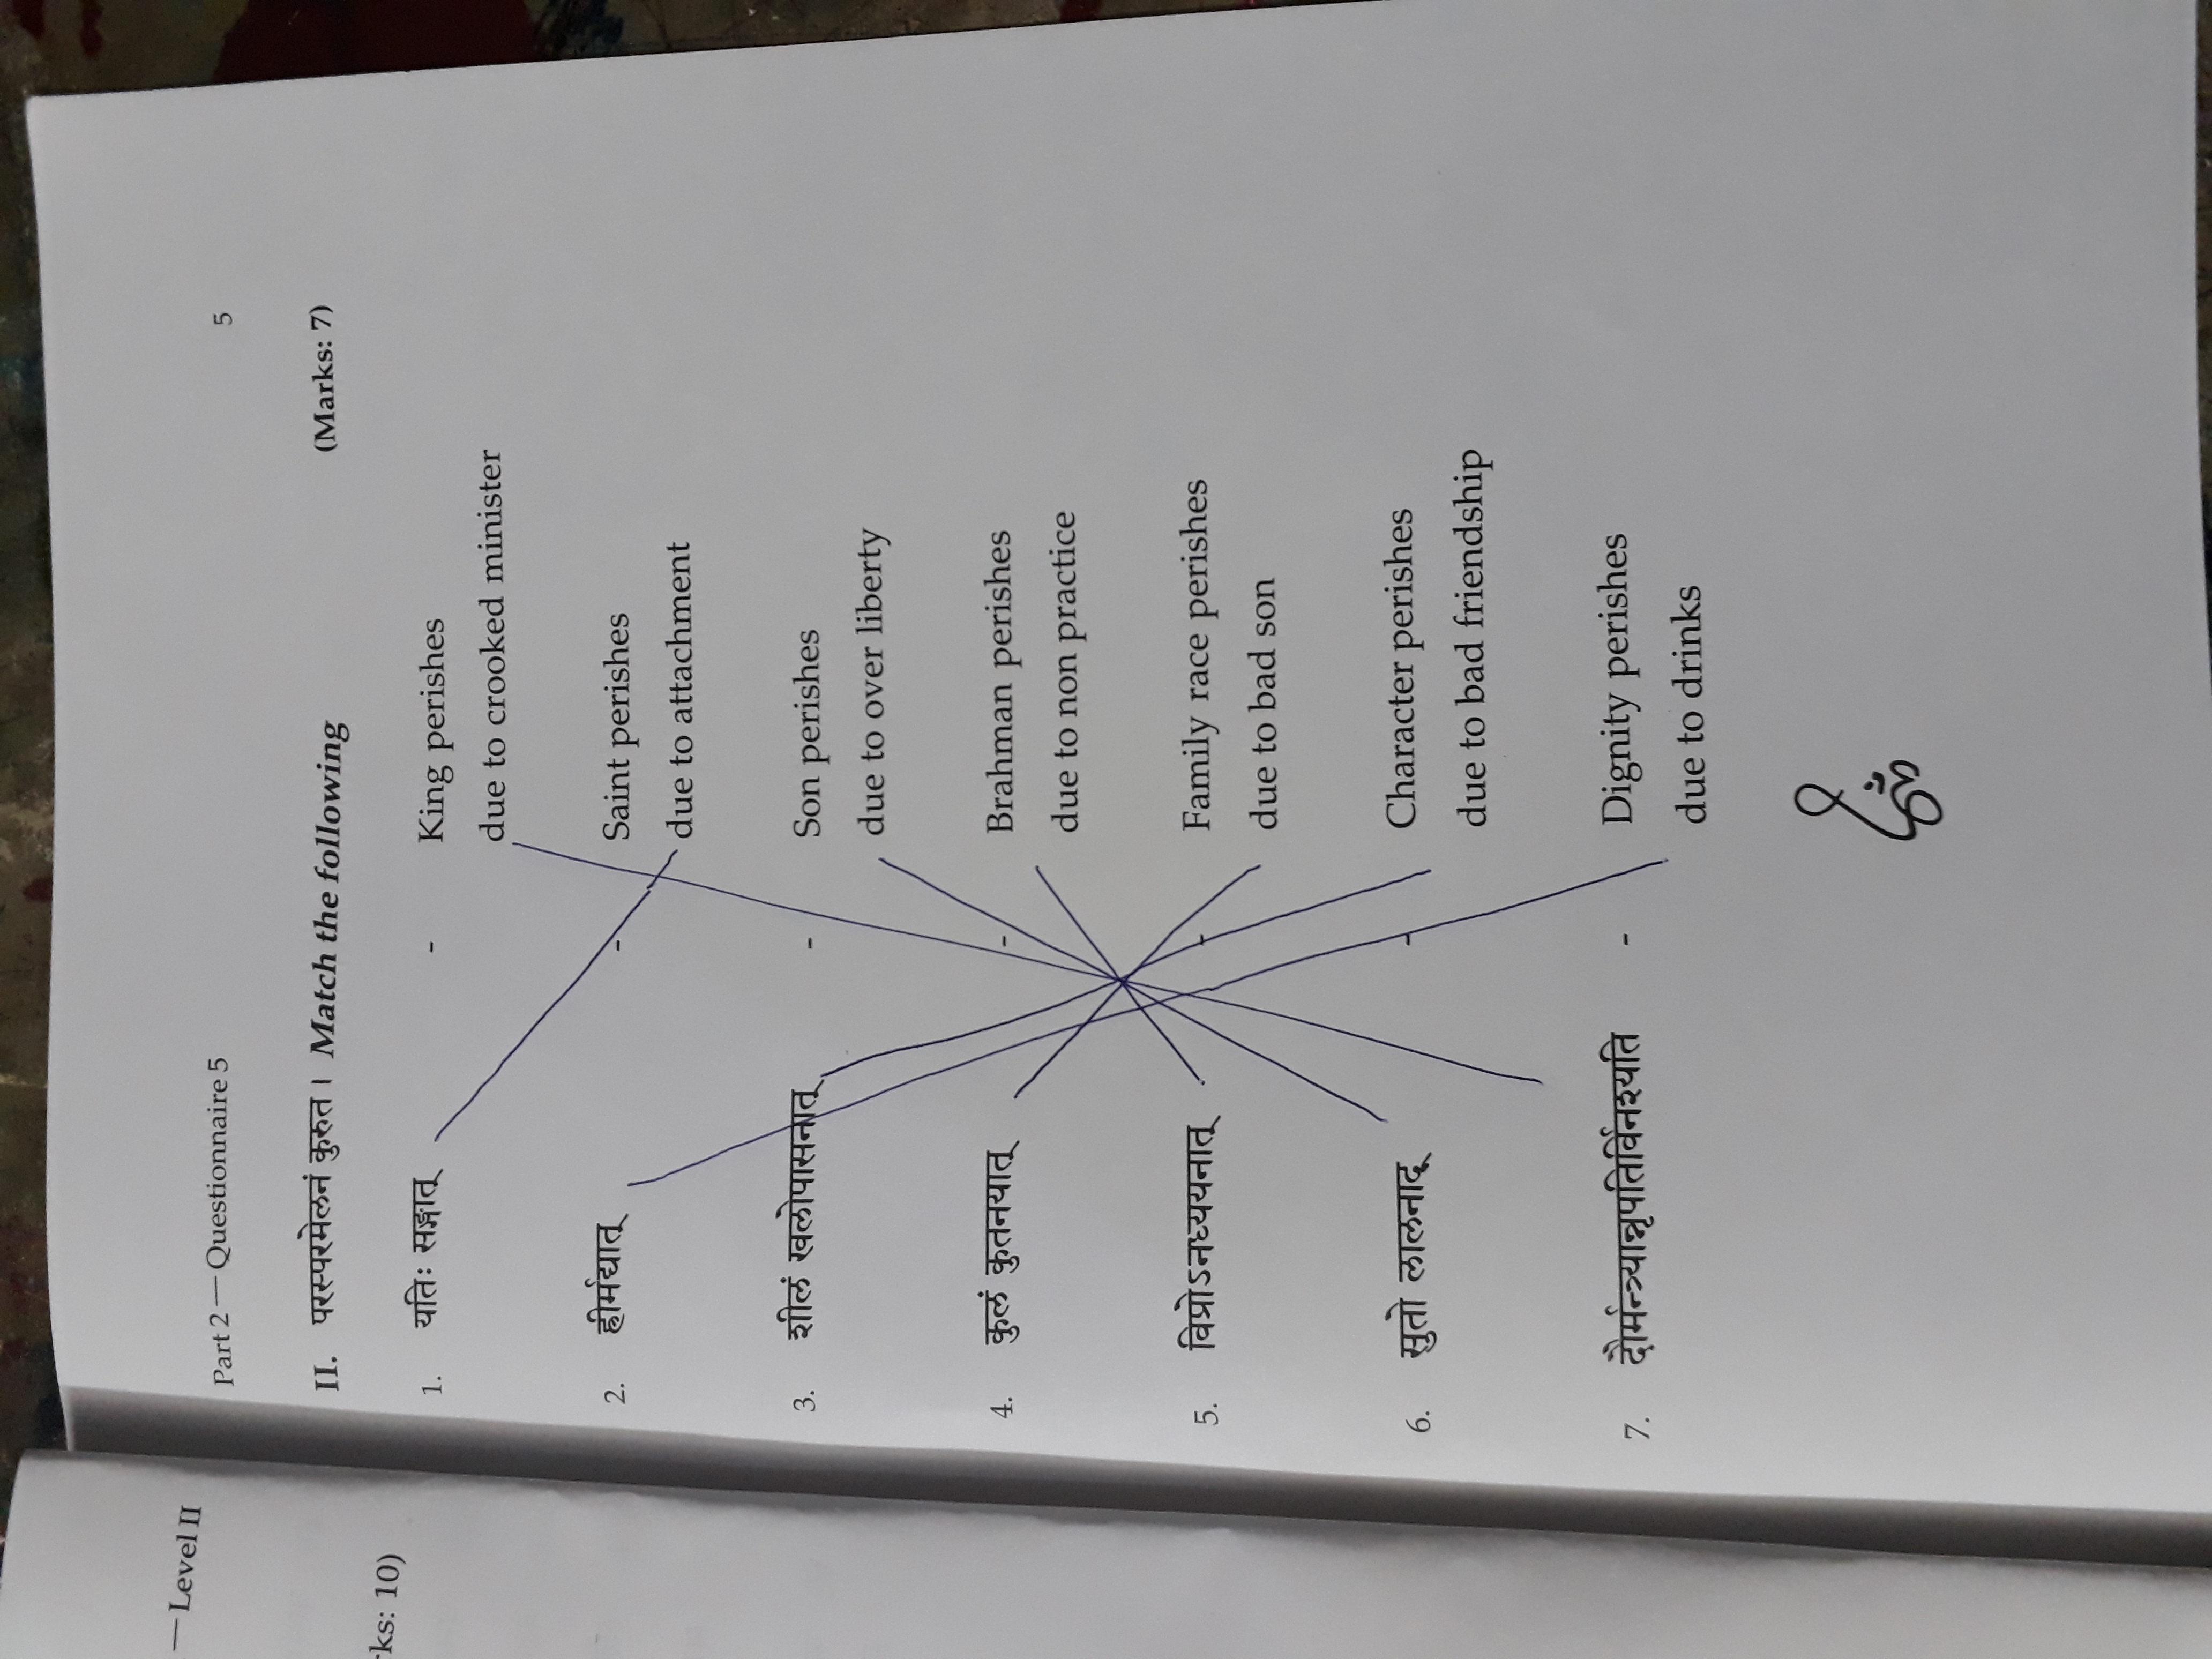 — Level II
rks: 10)
Part 2 — Questionnaire 5 5
II. परस्परमेलनं कुरुत। Match the following (Marks: 7)
1. यतिः सङ्गात् - King perishes
due to crooked minister
2. ह्रीर्मद्यात् - Saint perishes
due to attachment
3. शीलं खलोपासनात् - Son perishes
due to over liberty
4. कुलं कुतनयात् - Brahman perishes
due to non practice
5. विप्रोऽनध्ययनात् - Family race perishes
due to bad son
6. सुतो लालनाद् - Character perishes
due to bad friendship
7. दौर्मन्त्र्यान्नृपतिर्विनश्यति - Dignity perishes
due to drinks
ॐ